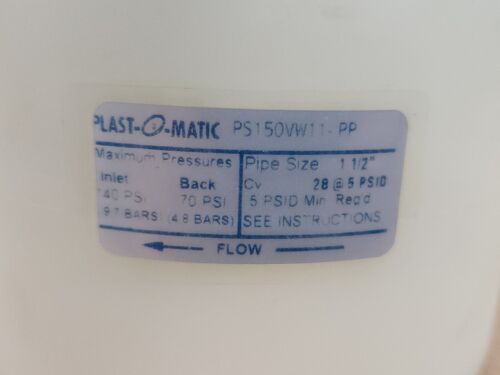 PLAST-O-MATIC PS150VW11-PP
Maximum Pressures
Inlet Back
140 PSI 70 PSI
(9.7 BARS) (4.8 BARS)
Pipe Size 1 1/2"
Cv 28 @ 5 PSID
5 PSID Min Req'd
SEE INSTRUCTIONS
FLOW